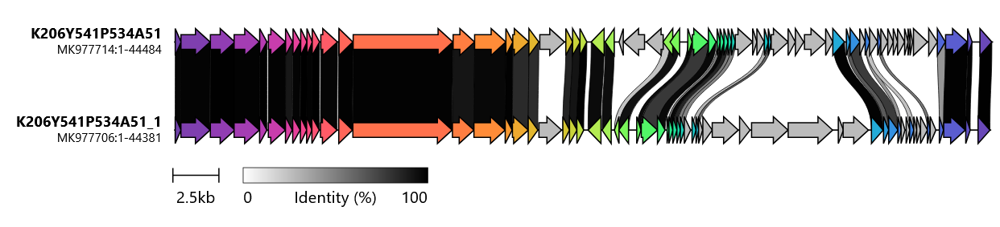 K206Y541P534A51
MK977714:1-44484
K206Y541P534A51_1
MK977706:1-44381
2.5kb
0 Identity (%) 100